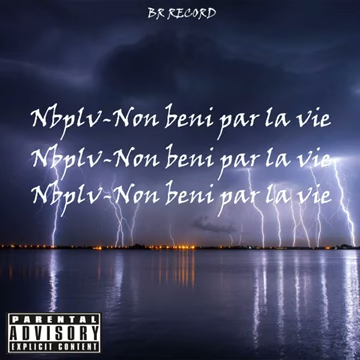 BR RECORD
Nbplv-Non beni par la vie
Nbplv-Non beni par la vie
Nbplv-Non beni par la vie
PARENTAL
ADVISORY
EXPLICIT CONTENT